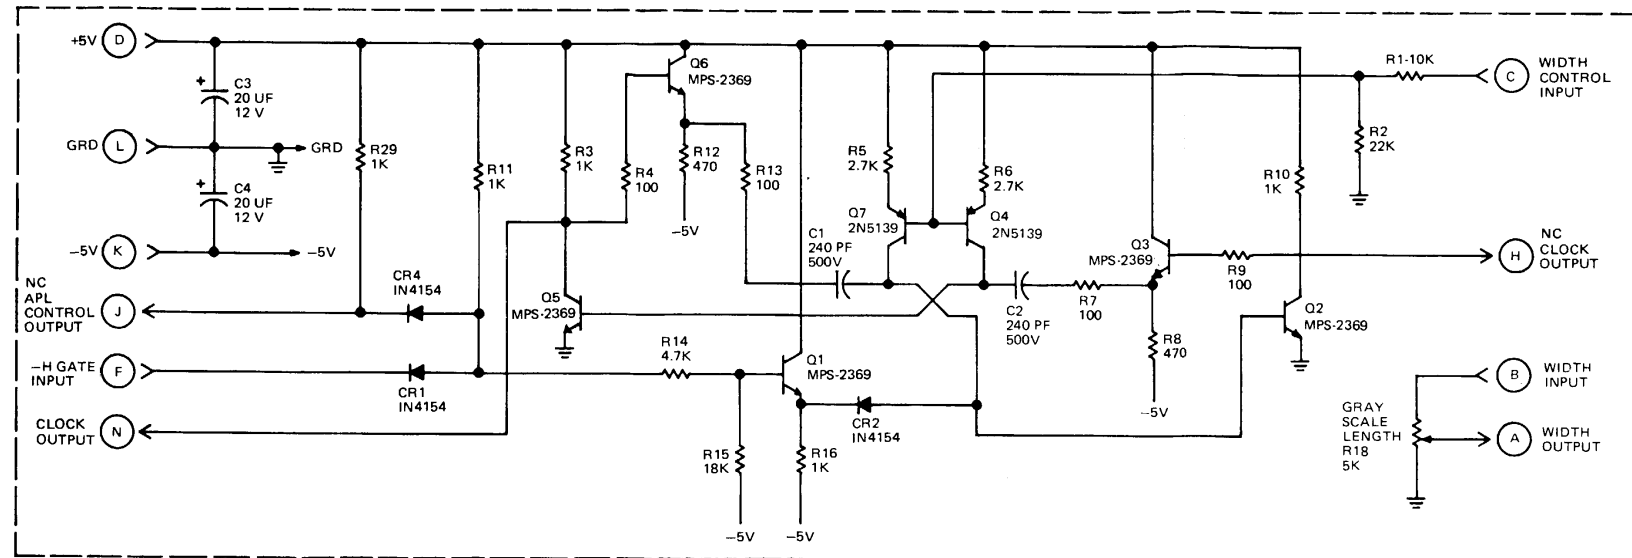 +5V D
C3
20 UF
12 V
GRD L
GRD
C4
20 UF
12 V
–5V K
–5V
NC
APL
CONTROL
OUTPUT
J
–H GATE
INPUT
F
CLOCK
OUTPUT
N
R29
1K
CR4
IN4154
CR1
IN4154
R11
1K
R3
1K
R4
100
Q6
MPS-2369
R12
470
–5V
R13
100
Q5
MPS-2369
R14
4.7K
R15
18K
–5V
Q1
MPS-2369
R16
1K
–5V
CR2
IN4154
C1
240 PF
500V
R5
2.7K
Q7
2N5139
R6
2.7K
Q4
2N5139
C2
240 PF
500V
R7
100
Q3
MPS-2369
R8
470
–5V
R9
100
R10
1K
Q2
MPS-2369
R1-10K
R2
22K
C
WIDTH
CONTROL
INPUT
H
NC
CLOCK
OUTPUT
B
WIDTH
INPUT
GRAY
SCALE
LENGTH
R18
5K
A
WIDTH
OUTPUT